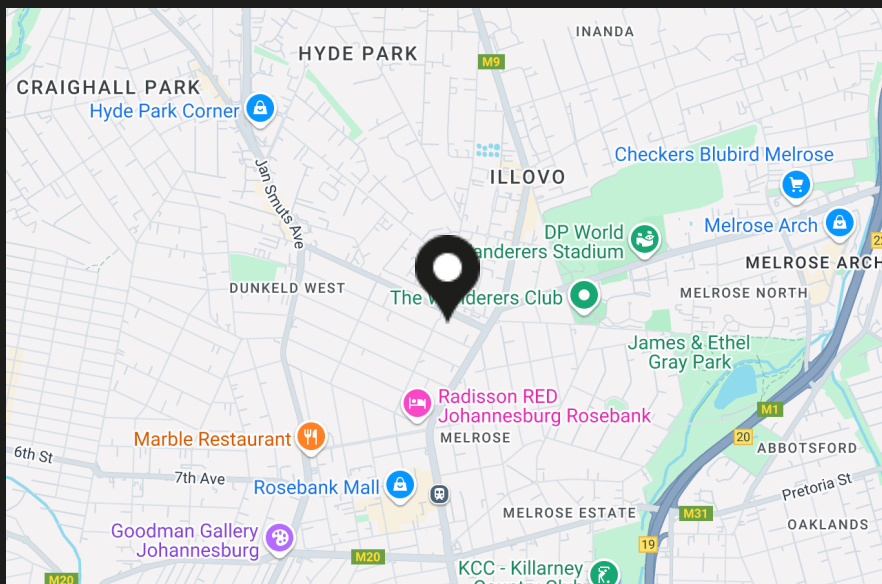 INANDA
HYDE PARK
M9
CRAIGHALL PARK
Hyde Park Corner
Checkers Blubird Melrose
Jan Smuts Ave
ILLOVO
Melrose Arch
DP World
anderers Stadium
MELROSE ARCH
DUNKELD WEST
The W nderers Club
MELROSE NORTH
James & Ethel
Gray Park
Radisson RED
Johannesburg Rosebank
M1
Marble Restaurant
MELROSE
20
ABBOTSFORD
6th St
7th Ave
Rosebank Mall
Pretoria St
MELROSE ESTATE
M31
OAKLANDS
Goodman Gallery
Johannesburg
19
M20
KCC - Killarney
Country Club
M20